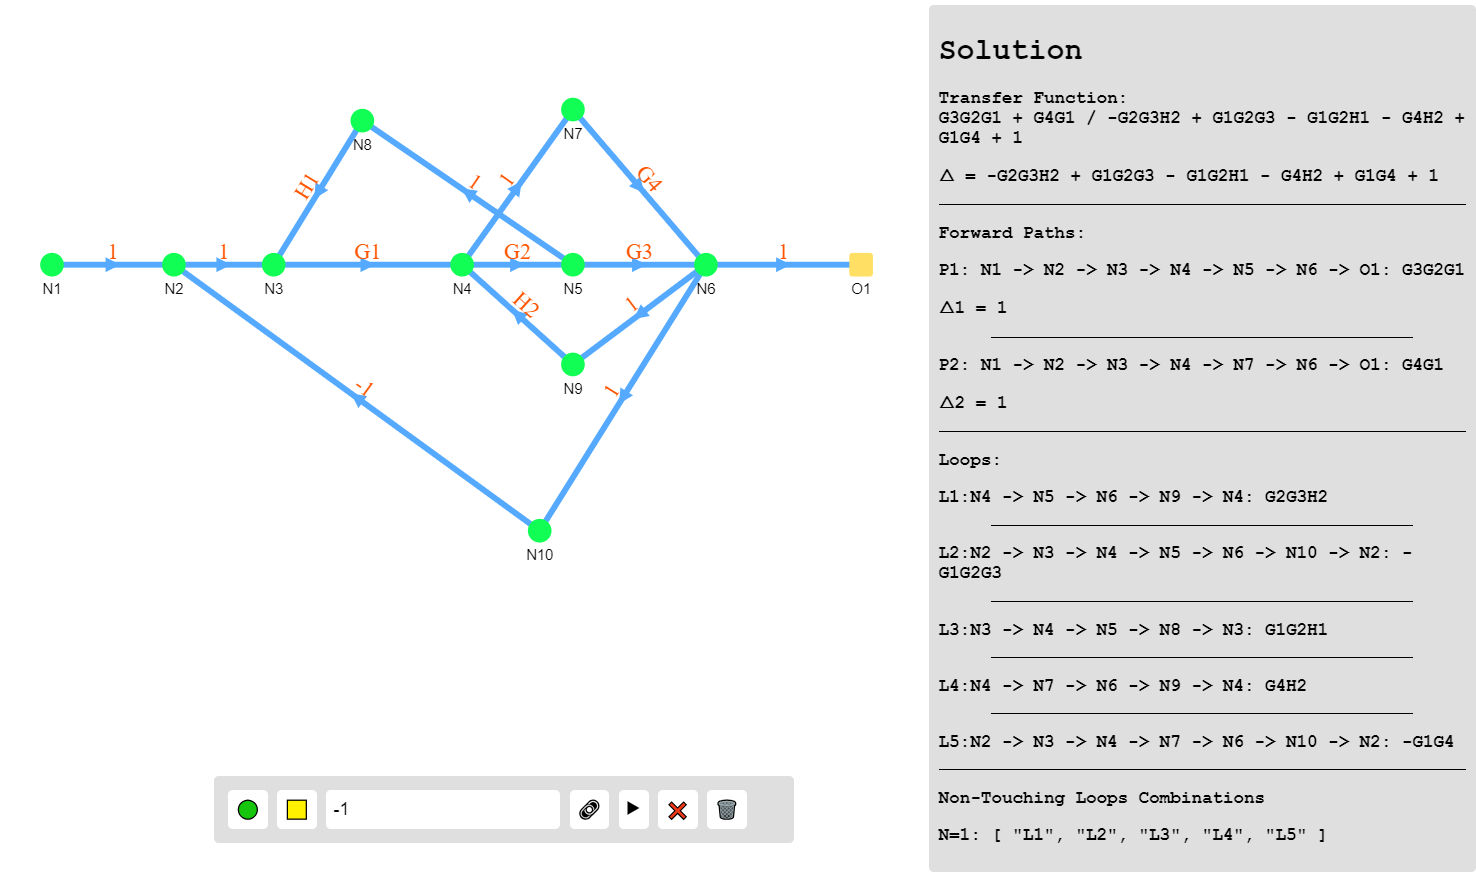 N8
N7
H1
1
1
G4
1
1
G1
G2
G3
1
N1
N2
N3
N4
N5
N6
O1
H2
1
N9
1
-1
N10
-1
Solution
Transfer Function:
G3G2G1 + G4G1 / -G2G3H2 + G1G2G3 - G1G2H1 - G4H2 +
G1G4 + 1
△ = -G2G3H2 + G1G2G3 - G1G2H1 - G4H2 + G1G4 + 1
Forward Paths:
P1: N1 -> N2 -> N3 -> N4 -> N5 -> N6 -> O1: G3G2G1
△1 = 1
P2: N1 -> N2 -> N3 -> N4 -> N7 -> N6 -> O1: G4G1
△2 = 1
Loops:
L1:N4 -> N5 -> N6 -> N9 -> N4: G2G3H2
L2:N2 -> N3 -> N4 -> N5 -> N6 -> N10 -> N2: -
G1G2G3
L3:N3 -> N4 -> N5 -> N8 -> N3: G1G2H1
L4:N4 -> N7 -> N6 -> N9 -> N4: G4H2
L5:N2 -> N3 -> N4 -> N7 -> N6 -> N10 -> N2: -G1G4
Non-Touching Loops Combinations
N=1: [ "L1", "L2", "L3", "L4", "L5" ]